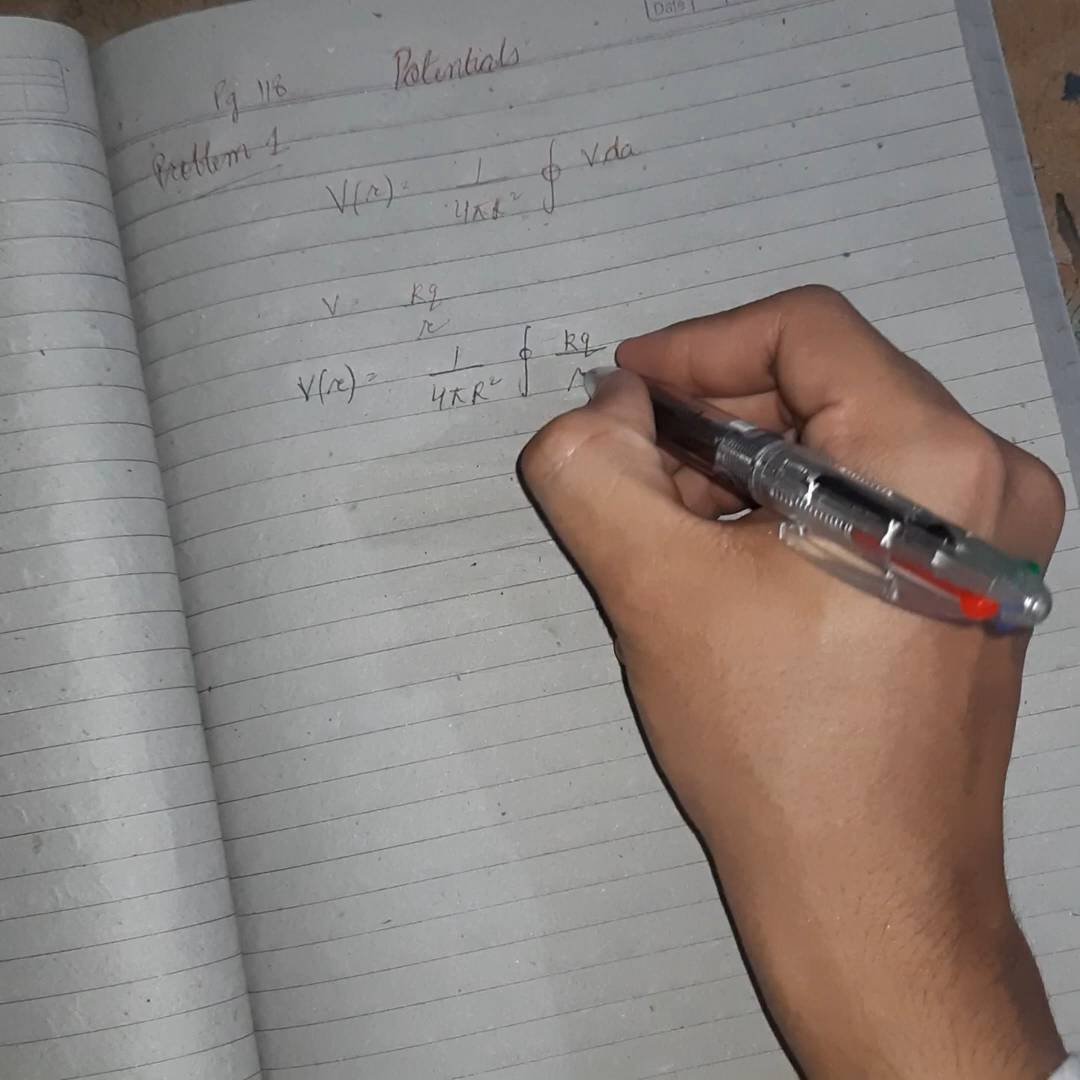 Date
Pg 118
Potentials
Problem 1
V(r) = 1/4πR² ∮ V da
V = kq/r
V(r) = 1/4πR² ∮ kq/r